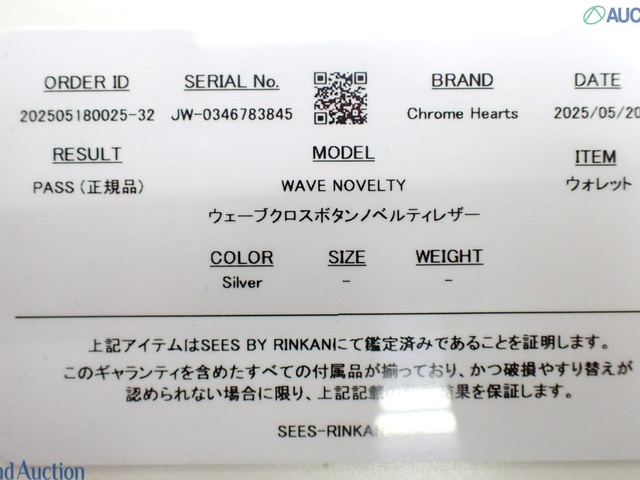 AUC
ORDER ID SERIAL No. BRAND DATE
202505180025-32 JW-0346783845 Chrome Hearts 2025/05/20
RESULT MODEL ITEM
PASS (正規品) WAVE NOVELTY ウォレット
ウェーブクロスボタンノベルティレザー
COLOR SIZE WEIGHT
Silver - -
上記アイテムはSEES BY RINKANにて鑑定済みであることを証明します。
このギャランティを含めたすべての付属品が揃っており、かつ破損やすり替えが
認められない場合に限り、上記記載 結果を保証します。
SEES-RINKAN
nd Auction